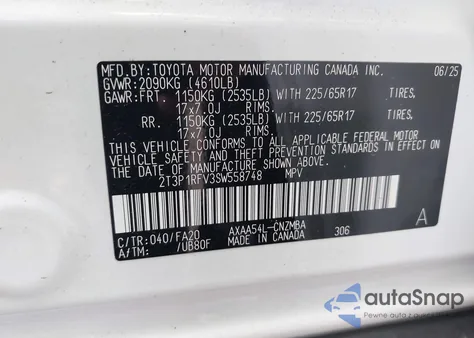 MFD.BY: TOYOTA MOTOR MANUFACTURING CANADA INC. 06/25
GVWR: 2090KG (4610LB)
GAWR: FRT. 1150KG (2535LB) WITH 225/65R17 TIRES.
17x7.0J RIMS.
RR. 1150KG (2535LB) WITH 225/65R17 TIRES.
17x7.0J RIMS.
THIS VEHICLE CONFORMS TO ALL APPLICABLE FEDERAL MOTOR
VEHICLE SAFETY STANDARDS IN EFFECT ON THE DATE OF
MANUFACTURE SHOWN ABOVE.
2T3P1RFV3SW558748 MPV
C/TR: 040/FA20 AXAA54L-CNZMBA A
A/TM: /UB80F MADE IN CANADA 306
autoSnap
Pewne auta z